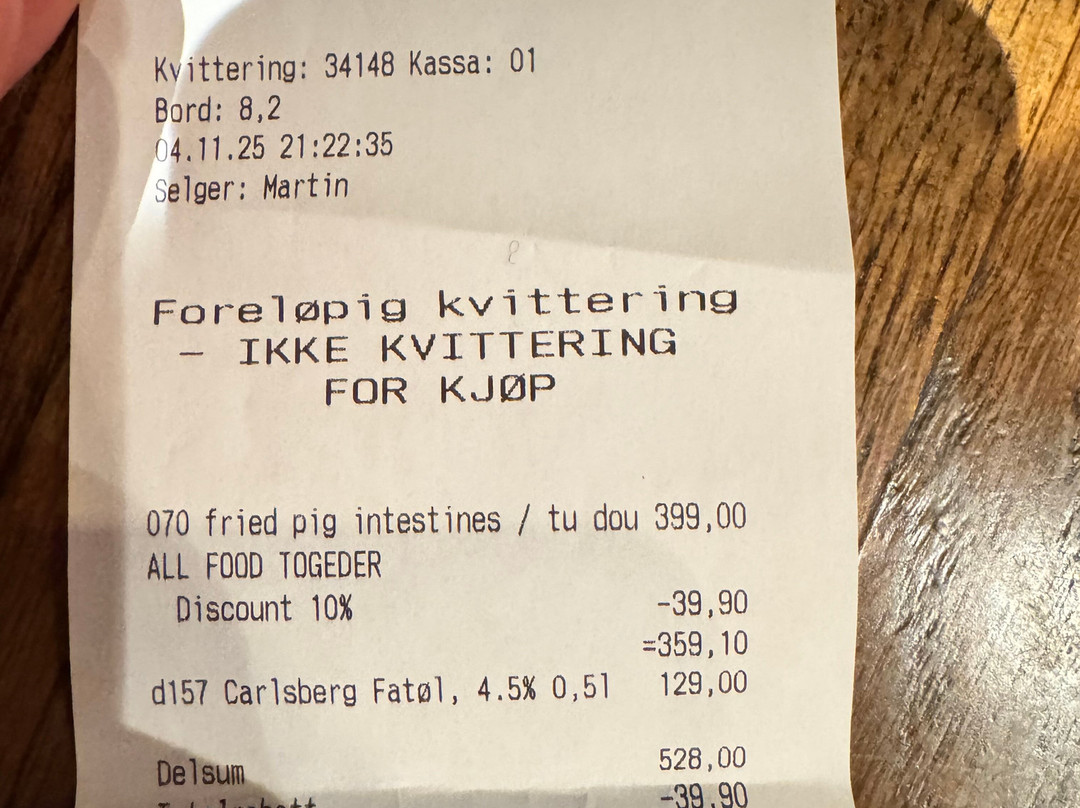 Kvittering: 34148 Kassa: 01
Bord: 8,2
04.11.25 21:22:35
Selger: Martin
Foreløpig kvittering
- IKKE KVITTERING
FOR KJØP
070 fried pig intestines / tu dou 399,00
ALL FOOD TOGEDER
Discount 10% -39,90
=359,10
d157 Carlsberg Fatøl, 4.5% 0,5l 129,00
Delsum 528,00
-39,90